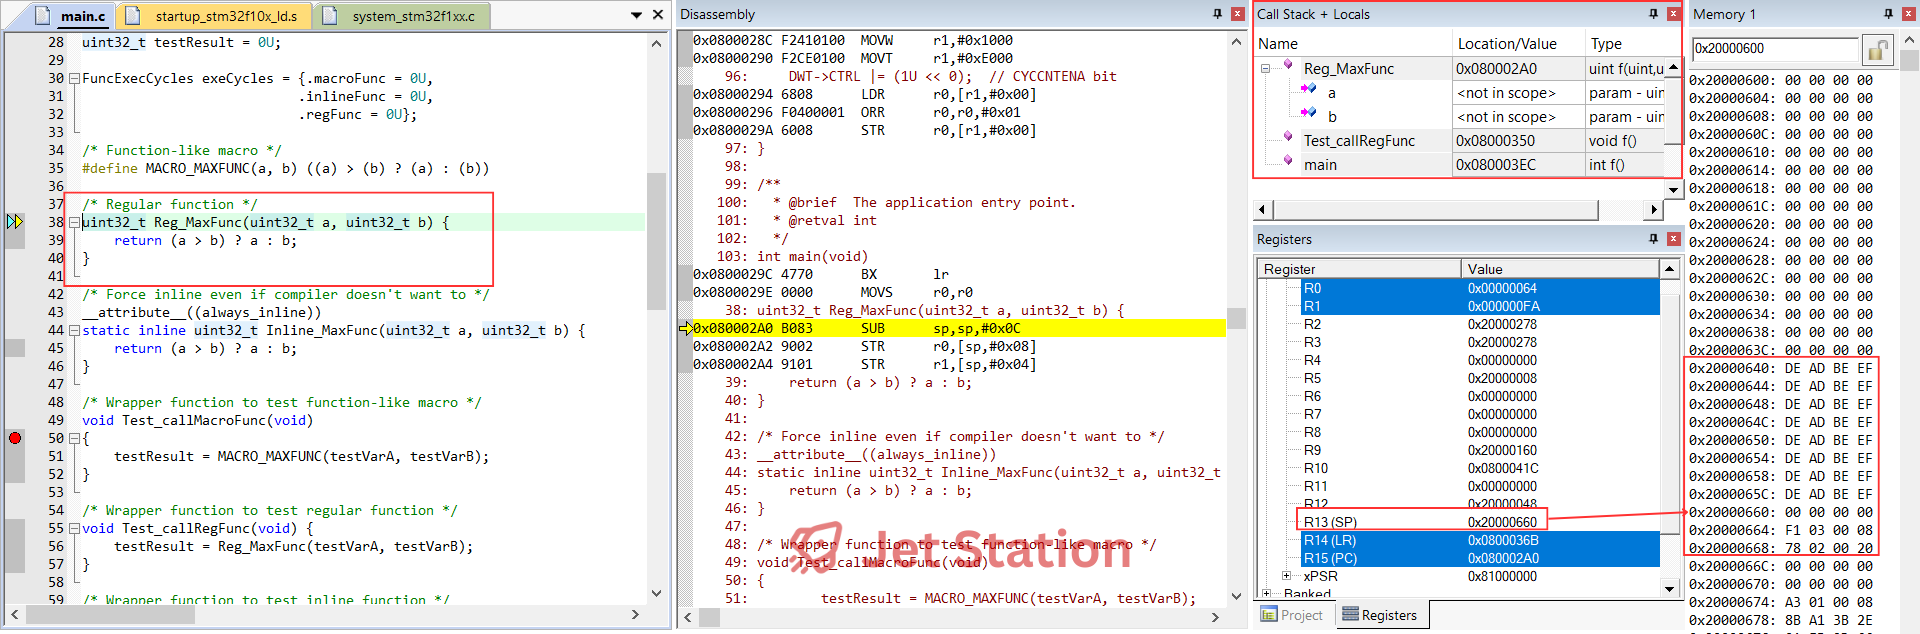 main.c
startup_stm32f10x_ld.s
system_stm32f1xx.c
28 uint32_t testResult = 0U;
29
30 FuncExecCycles exeCycles = {.macroFunc = 0U,
31 .inlineFunc = 0U,
32 .regFunc = 0U};
33
34 /* Function-like macro */
35 #define MACRO_MAXFUNC(a, b) ((a) > (b) ? (a) : (b))
36
37 /* Regular function */
38 uint32_t Reg_MaxFunc(uint32_t a, uint32_t b) {
39 return (a > b) ? a : b;
40 }
41
42 /* Force inline even if compiler doesn't want to */
43 __attribute__((always_inline))
44 static inline uint32_t Inline_MaxFunc(uint32_t a, uint32_t b) {
45 return (a > b) ? a : b;
46 }
47
48 /* Wrapper function to test function-like macro */
49 void Test_callMacroFunc(void)
50 {
51 testResult = MACRO_MAXFUNC(testVarA, testVarB);
52 }
53
54 /* Wrapper function to test regular function */
55 void Test_callRegFunc(void) {
56 testResult = Reg_MaxFunc(testVarA, testVarB);
57 }
58
59 /* Wrapper function to test inline function */
Disassembly
0x0800028C F2410100 MOVW r1,#0x1000
0x08000290 F2CE0100 MOVT r1,#0xE000
96: DWT->CTRL |= (1U << 0); // CYCCNTENA bit
0x08000294 6808 LDR r0,[r1,#0x00]
0x08000296 F0400001 ORR r0,r0,#0x01
0x0800029A 6008 STR r0,[r1,#0x00]
97: }
98:
99: /**
100: * @brief The application entry point.
101: * @retval int
102: */
103: int main(void)
0x0800029C 4770 BX lr
0x0800029E 0000 MOVS r0,r0
38: uint32_t Reg_MaxFunc(uint32_t a, uint32_t b) {
0x080002A0 B083 SUB sp,sp,#0x0C
0x080002A2 9002 STR r0,[sp,#0x08]
0x080002A4 9101 STR r1,[sp,#0x04]
39: return (a > b) ? a : b;
40: }
41:
42: /* Force inline even if compiler doesn't want to */
43: __attribute__((always_inline))
44: static inline uint32_t Inline_MaxFunc(uint32_t a, uint32_t
45: return (a > b) ? a : b;
46: }
47:
48: /* Wrapper function to test function-like macro */
49: void Test_callMacroFunc(void)
50: {
51: testResult = MACRO_MAXFUNC(testVarA, testVarB);
Jet Station
Call Stack + Locals
Name Location/Value Type
Reg_MaxFunc 0x080002A0 uint f(uint,u
a <not in scope> param - uin
b <not in scope> param - uin
Test_callRegFunc 0x08000350 void f()
main 0x080003EC int f()
Registers
Register Value
R0 0x00000064
R1 0x000000FA
R2 0x20000278
R3 0x20000278
R4 0x00000000
R5 0x20000008
R6 0x00000000
R7 0x00000000
R8 0x00000000
R9 0x20000160
R10 0x0800041C
R11 0x00000000
R12 0x20000048
R13 (SP) 0x20000660
R14 (LR) 0x0800036B
R15 (PC) 0x080002A0
xPSR 0x81000000
Banked
Project
Registers
Memory 1
0x20000600
0x20000600: 00 00 00 00
0x20000604: 00 00 00 00
0x20000608: 00 00 00 00
0x2000060C: 00 00 00 00
0x20000610: 00 00 00 00
0x20000614: 00 00 00 00
0x20000618: 00 00 00 00
0x2000061C: 00 00 00 00
0x20000620: 00 00 00 00
0x20000624: 00 00 00 00
0x20000628: 00 00 00 00
0x2000062C: 00 00 00 00
0x20000630: 00 00 00 00
0x20000634: 00 00 00 00
0x20000638: 00 00 00 00
0x2000063C: 00 00 00 00
0x20000640: DE AD BE EF
0x20000644: DE AD BE EF
0x20000648: DE AD BE EF
0x2000064C: DE AD BE EF
0x20000650: DE AD BE EF
0x20000654: DE AD BE EF
0x20000658: DE AD BE EF
0x2000065C: DE AD BE EF
0x20000660: 00 00 00 00
0x20000664: F1 03 00 08
0x20000668: 78 02 00 20
0x2000066C: 00 00 00 00
0x20000670: 00 00 00 00
0x20000674: A3 01 00 08
0x20000678: 8B A1 3B 2E